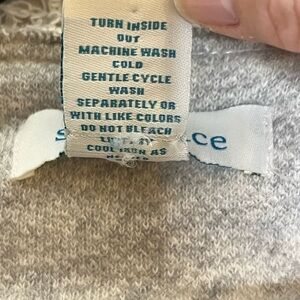 TURN INSIDE
OUT
MACHINE WASH
COLD
GENTLE CYCLE
WASH
SEPARATELY OR
WITH LIKE COLORS
DO NOT BLEACH
COOL IRON AS
s ce